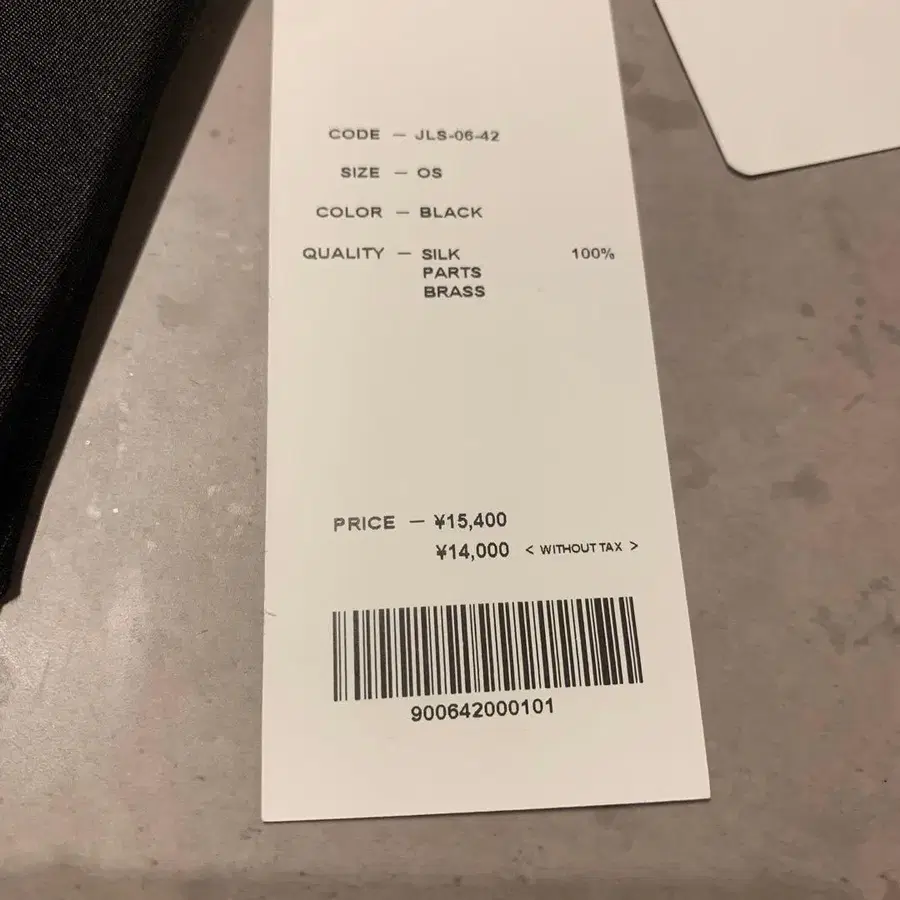 CODE — JLS-06-42
SIZE — OS
COLOR — BLACK
QUALITY — SILK 100%
PARTS
BRASS
PRICE — ¥15,400
¥14,000 < WITHOUT TAX >
900642000101